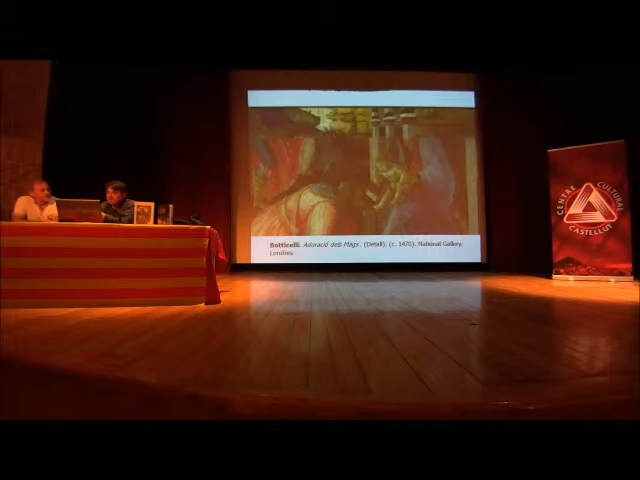 Botticelli. Adoració dels Mags . (Detall). (c. 1470). National Gallery.
Londres
CENTRE CULTURAL
CASTELLUT